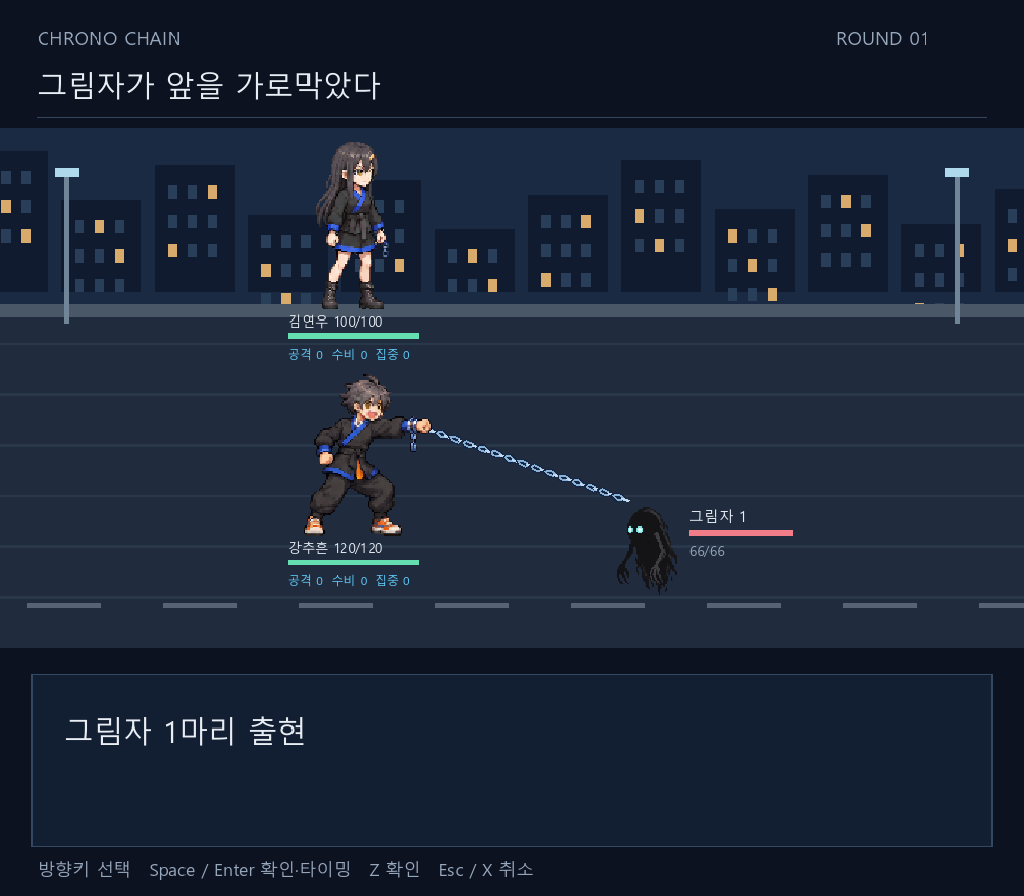 CHRONO CHAIN
ROUND 01
그림자가 앞을 가로막았다
김연우 100/100
공격 0 수비 0 집중 0
강추흔 120/120
공격 0 수비 0 집중 0
그림자 1
66/66
그림자 1마리 출현
방향키 선택 Space / Enter 확인·타이밍 Z 확인 Esc / X 취소